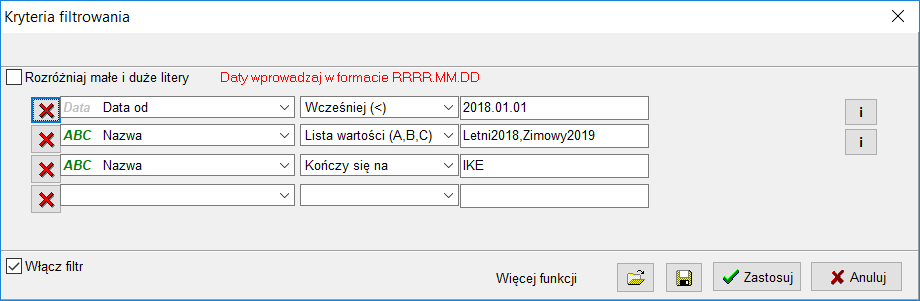 Kryteria filtrowania
Rozróżniaj małe i duże litery Daty wprowadzaj w formacie RRRR.MM.DD
Data Data od Wcześniej (<) 2018.01.01 i
ABC Nazwa Lista wartości (A,B,C) Letni2018,Zimowy2019 i
ABC Nazwa Kończy się na IKE
Włącz filtr
Więcej funkcji Zastosuj Anuluj